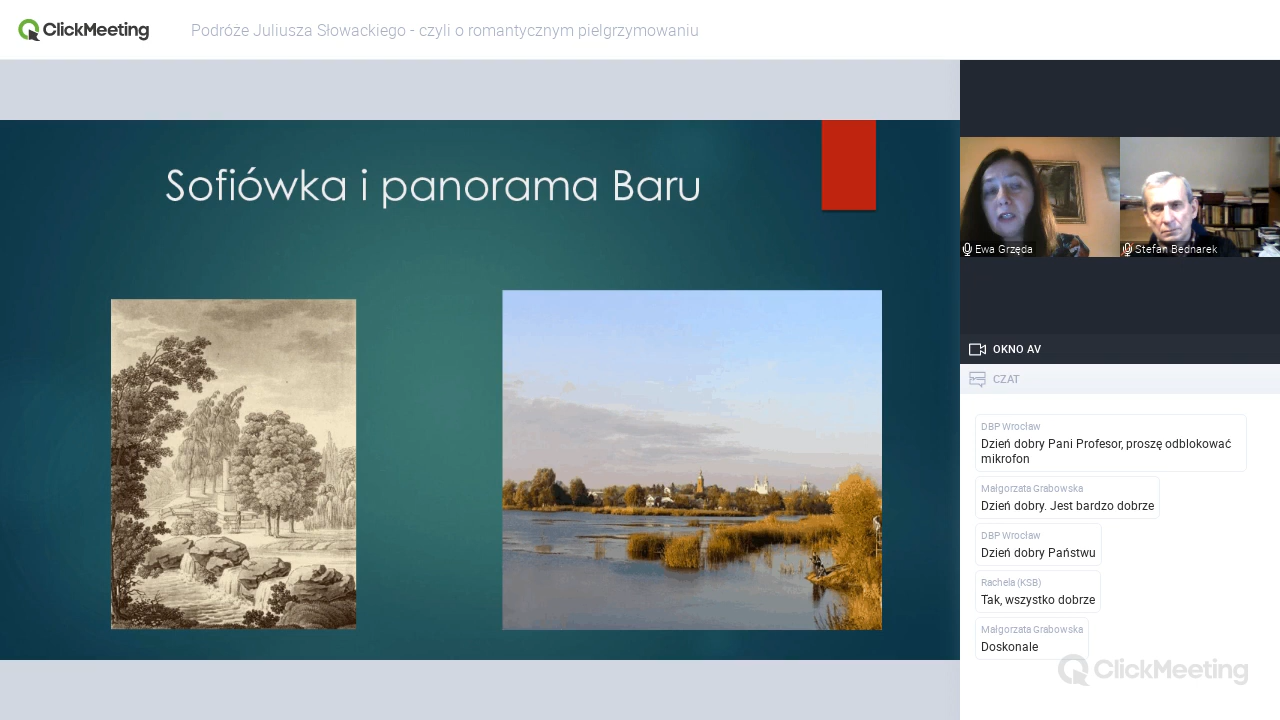 ClickMeeting
Podróże Juliusza Słowackiego - czyli o romantycznym pielgrzymowaniu
Sofiówka i panorama Baru
Ewa Grzęda
Stefan Bednarek
OKNO AV
CZAT
DBP Wrocław
Dzień dobry Pani Profesor, proszę odblokować
mikrofon
Małgorzata Grabowska
Dzień dobry. Jest bardzo dobrze
DBP Wrocław
Dzień dobry Państwu
Rachela (KSB)
Tak, wszystko dobrze
Małgorzata Grabowska
Doskonale
ClickMeeting